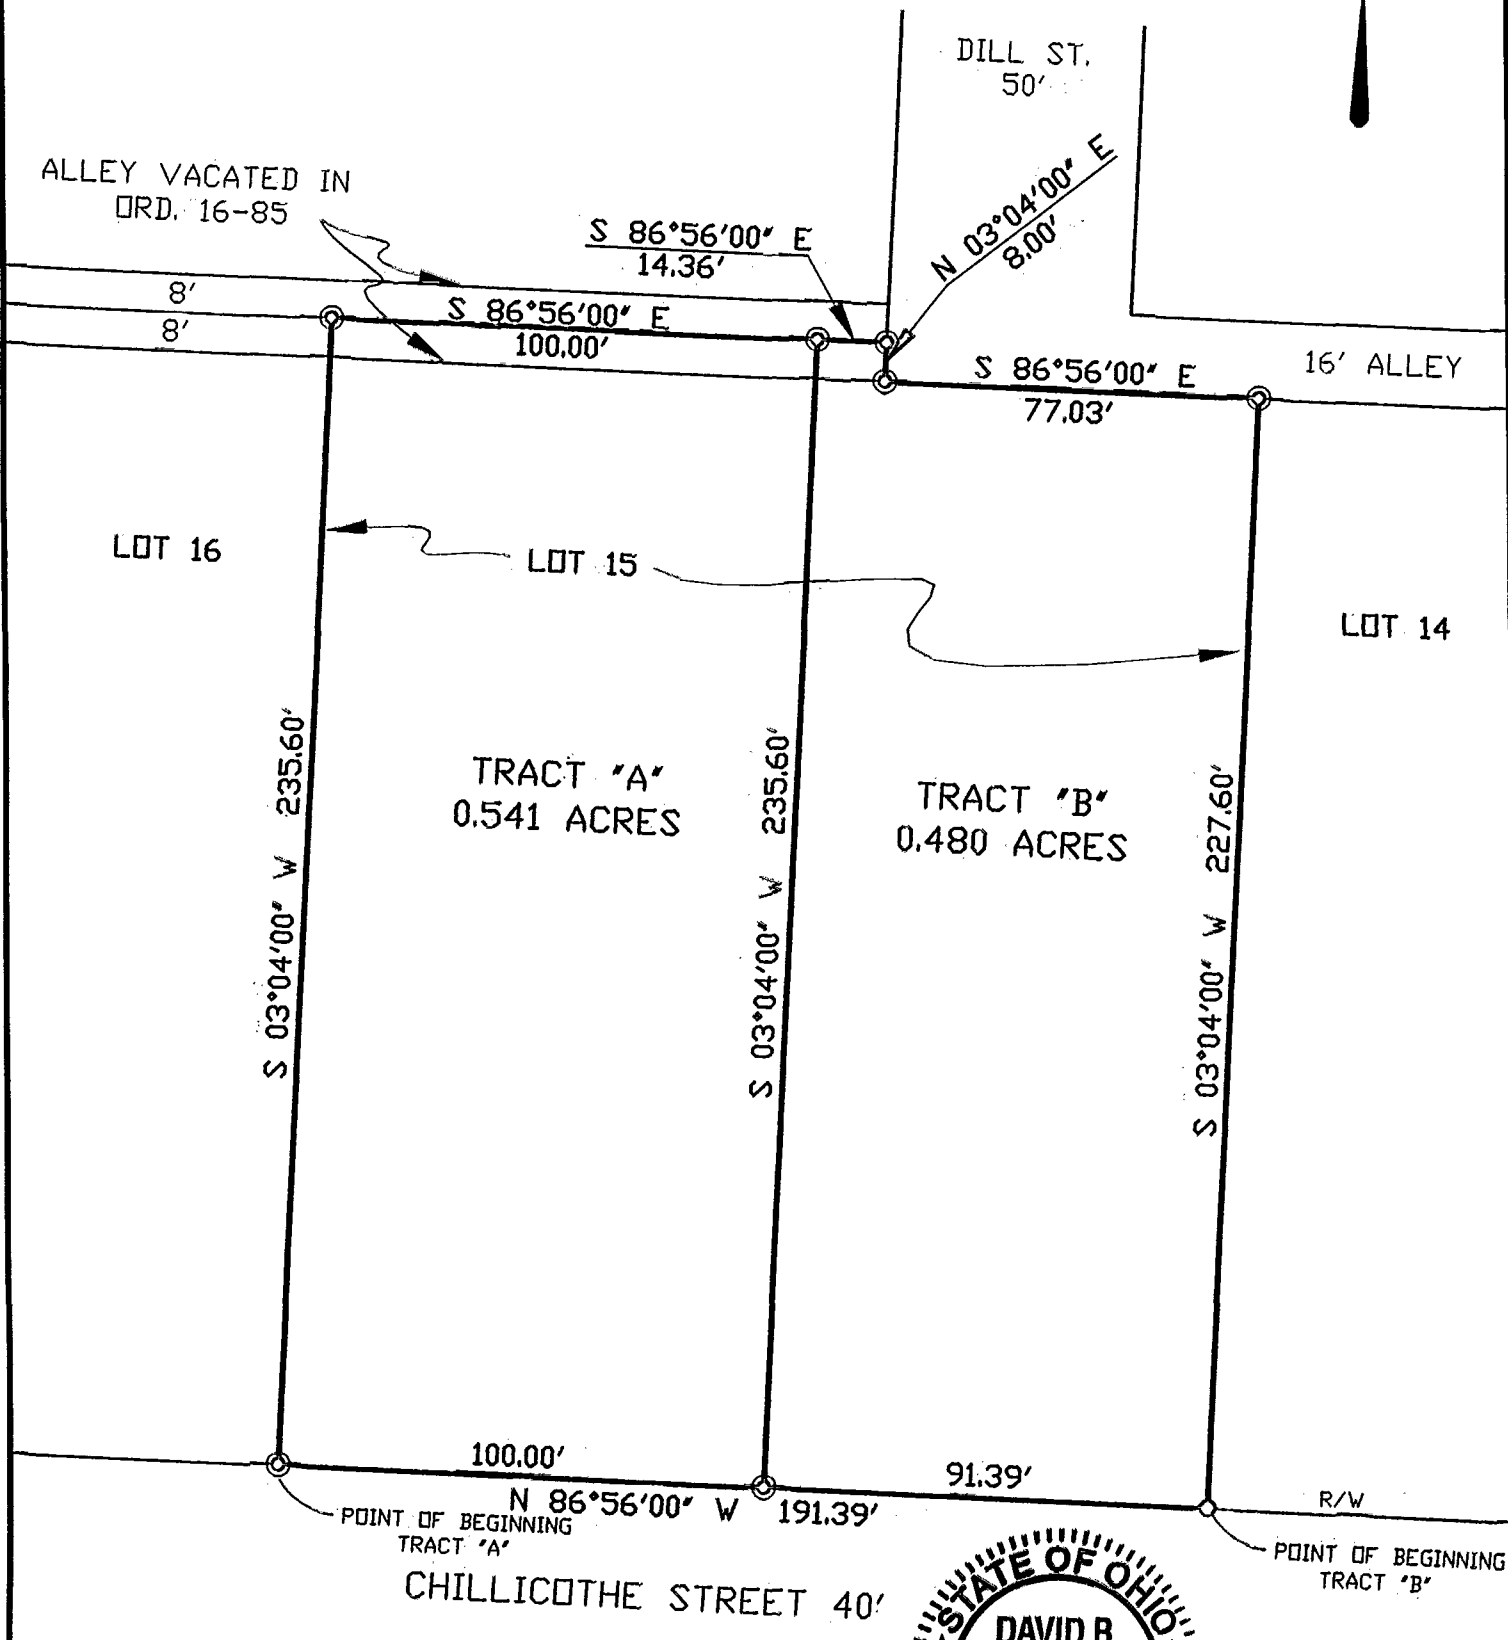 DILL ST.
50'
ALLEY VACATED IN
ORD. 16-85
S 86°56'00" E
14.36'
N 03°04'00" E
8.00'
8'
8'
S 86°56'00" E
100.00'
S 86°56'00" E
77.03'
16' ALLEY
LOT 16
LOT 15
LOT 14
S 03°04'00" W 235.60'
TRACT "A"
0.541 ACRES
S 03°04'00" W 235.60'
TRACT "B"
0.480 ACRES
S 03°04'00" W 227.60'
100.00'
91.39'
N 86°56'00" W 191.39'
R/W
POINT OF BEGINNING
TRACT "A"
POINT OF BEGINNING
TRACT "B"
CHILLICOTHE STREET 40'
STATE OF OHIO
DAVID B